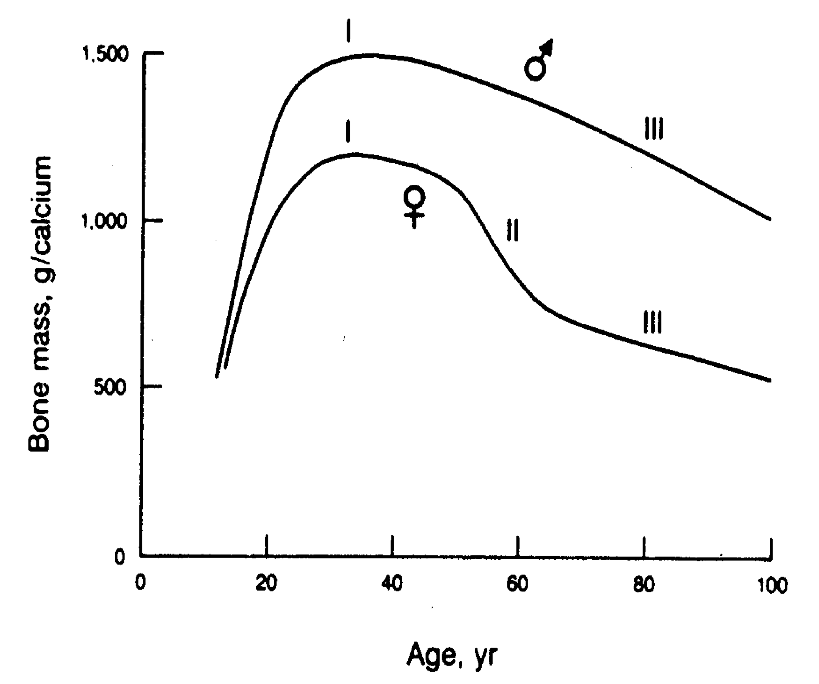 I
1.500
♂
I
III
♀
1.000
II
III
500
0
0 20 40 60 80 100
Bone mass, g/calcium
Age, yr